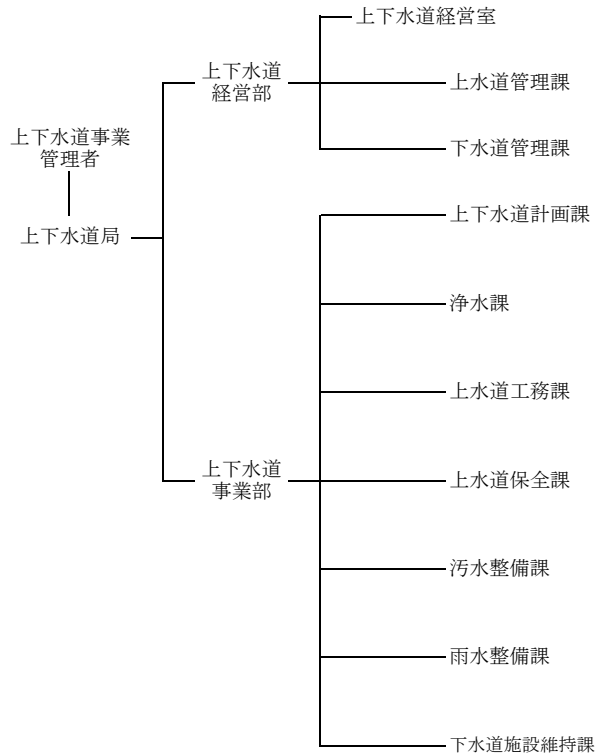 上下水道事業
管理者
上下水道局
上下水道
経営部
上下水道経営室
上水道管理課
下水道管理課
上下水道
事業部
上下水道計画課
浄水課
上水道工務課
上水道保全課
汚水整備課
雨水整備課
下水道施設維持課